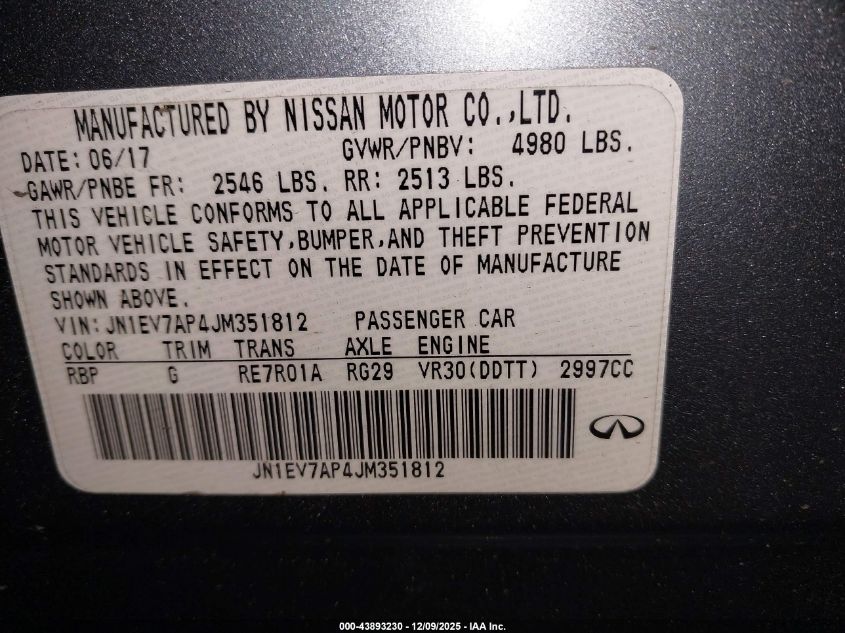 MANUFACTURED BY NISSAN MOTOR CO.,LTD.
DATE: 06/17 GVWR/PNBV: 4980 LBS.
GAWR/PNBE FR: 2546 LBS. RR: 2513 LBS.
THIS VEHICLE CONFORMS TO ALL APPLICABLE FEDERAL
MOTOR VEHICLE SAFETY,BUMPER,AND THEFT PREVENTION
STANDARDS IN EFFECT ON THE DATE OF MANUFACTURE
SHOWN ABOVE.
VIN: JN1EV7AP4JM351812 PASSENGER CAR
COLOR TRIM TRANS AXLE ENGINE
RBP G RE7R01A RG29 VR30(DDTT) 2997CC
JN1EV7AP4JM351812
000-43893230 - 12/09/2025 - IAA Inc.